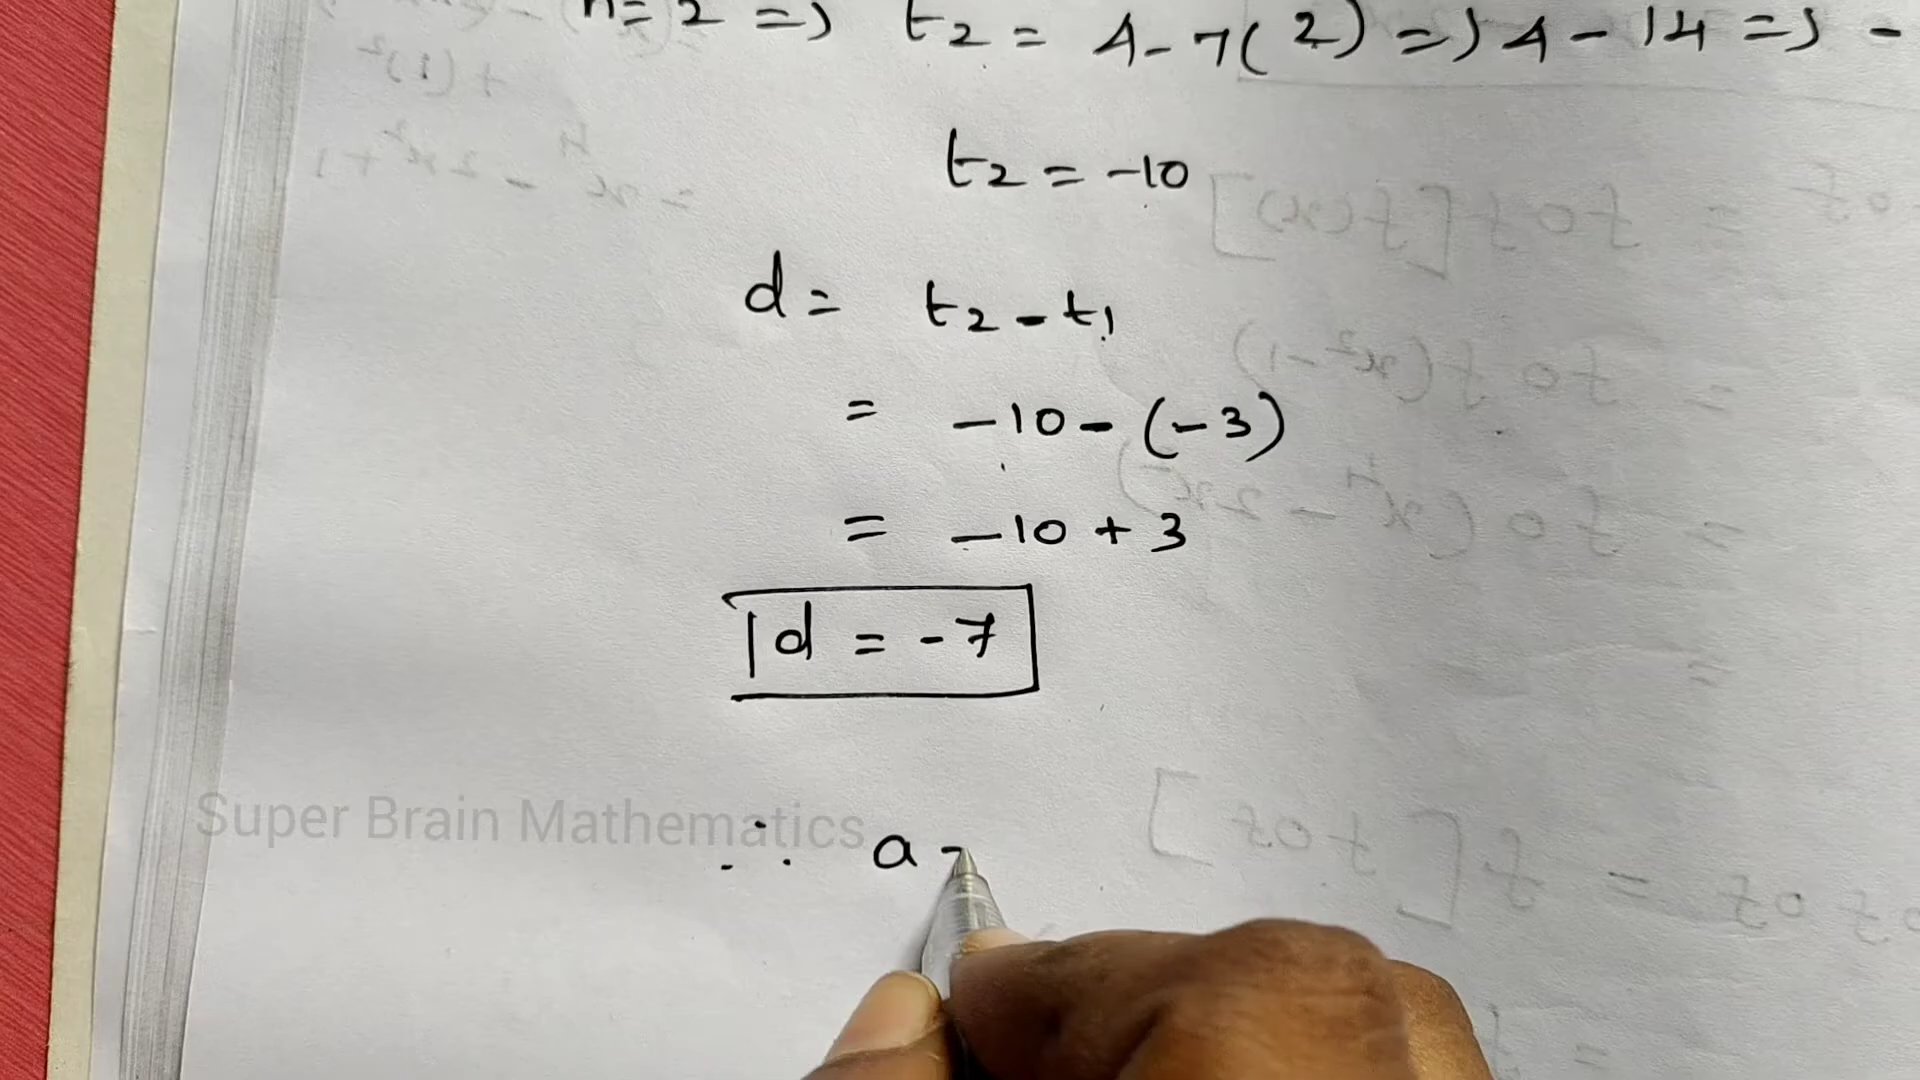 n = 2 => t2 = 4 - 7(2) => 4 - 14 => -
t2 = -10
d = t2 - t1
= -10 - (-3)
= -10 + 3
d = -7
Super Brain Mathematics
∴ a -